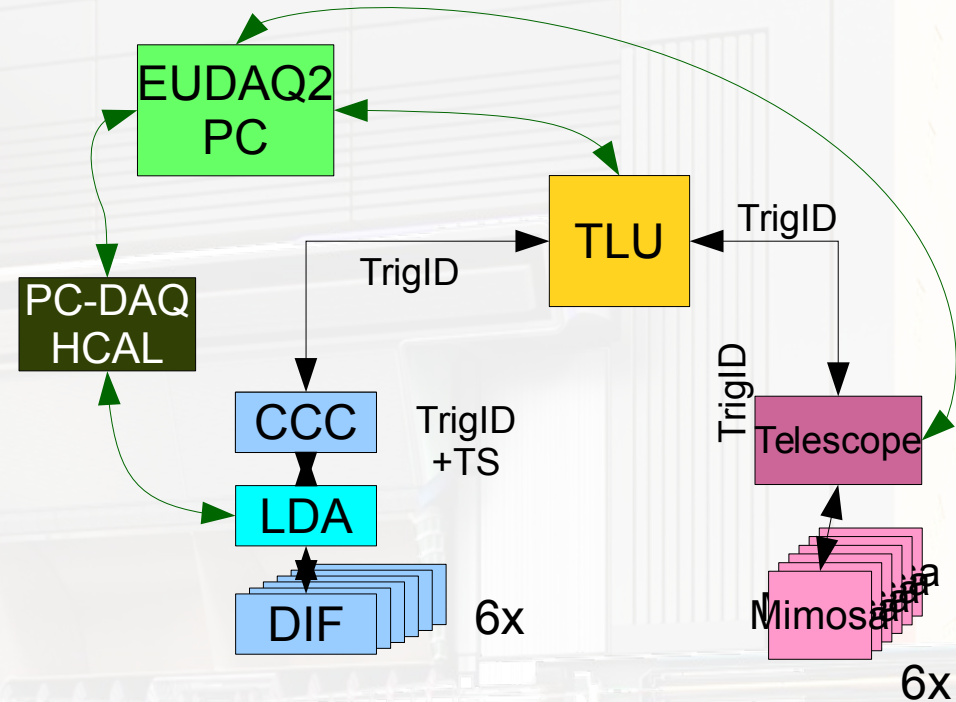 EUDAQ2
PC
TLU
TrigID
TrigID
PC-DAQ
HCAL
TrigID
CCC
TrigID
+TS
Telescope
LDA
DIF
6x
Mimosa
6x